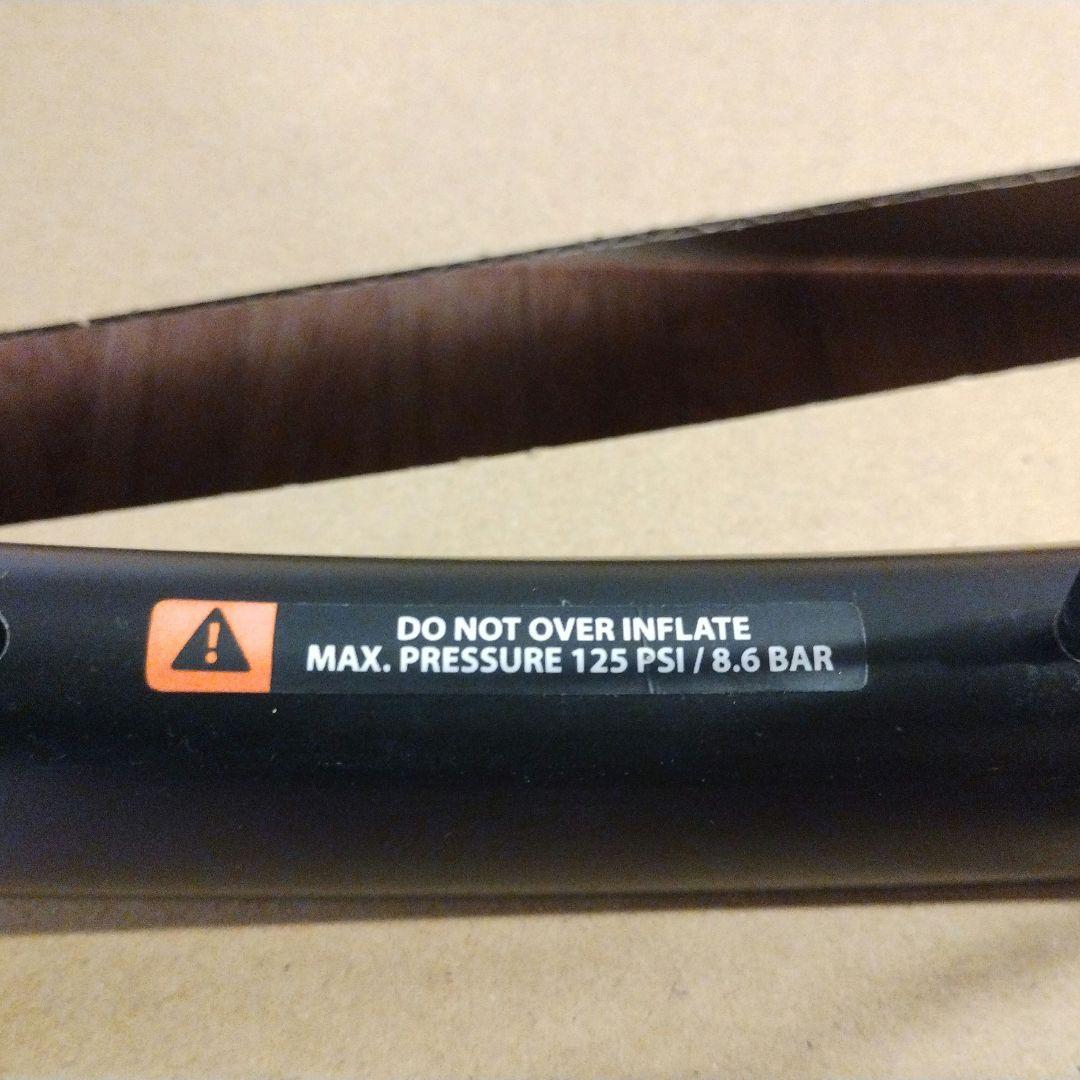 DO NOT OVER INFLATE
MAX. PRESSURE 125 PSI / 8.6 BAR